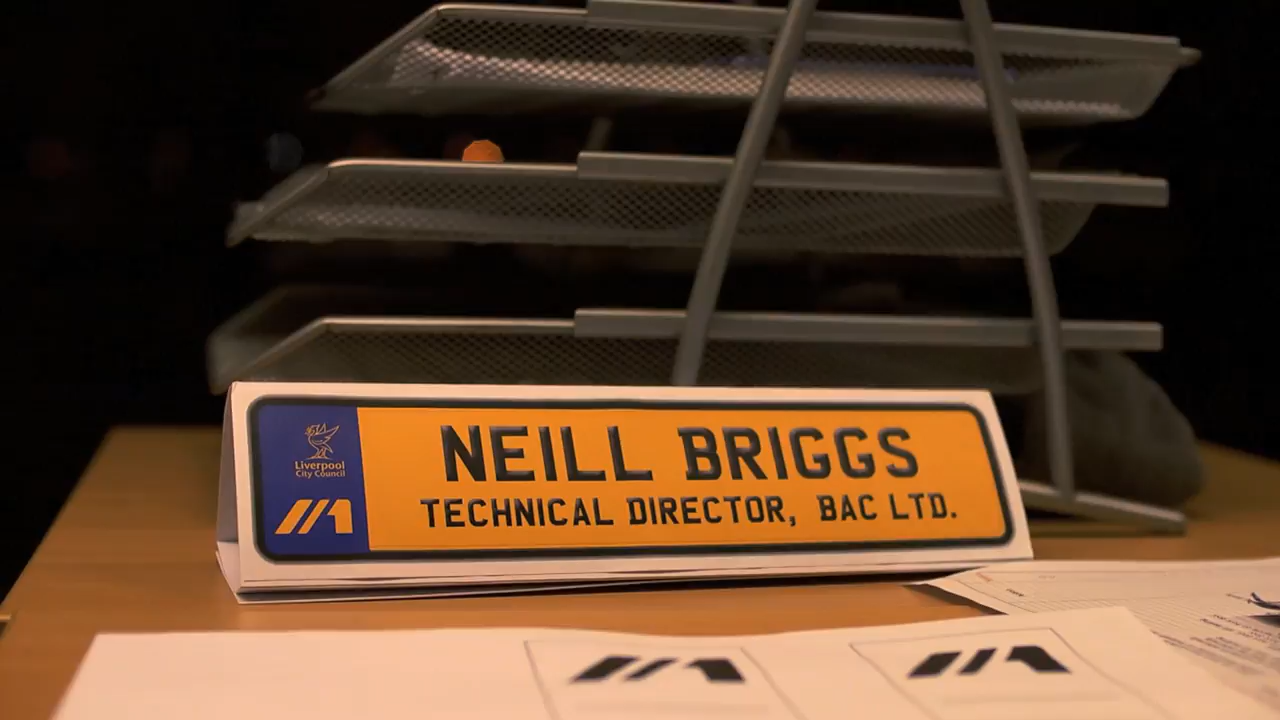 Liverpool
City Council
NEILL BRIGGS
TECHNICAL DIRECTOR, BAC LTD.